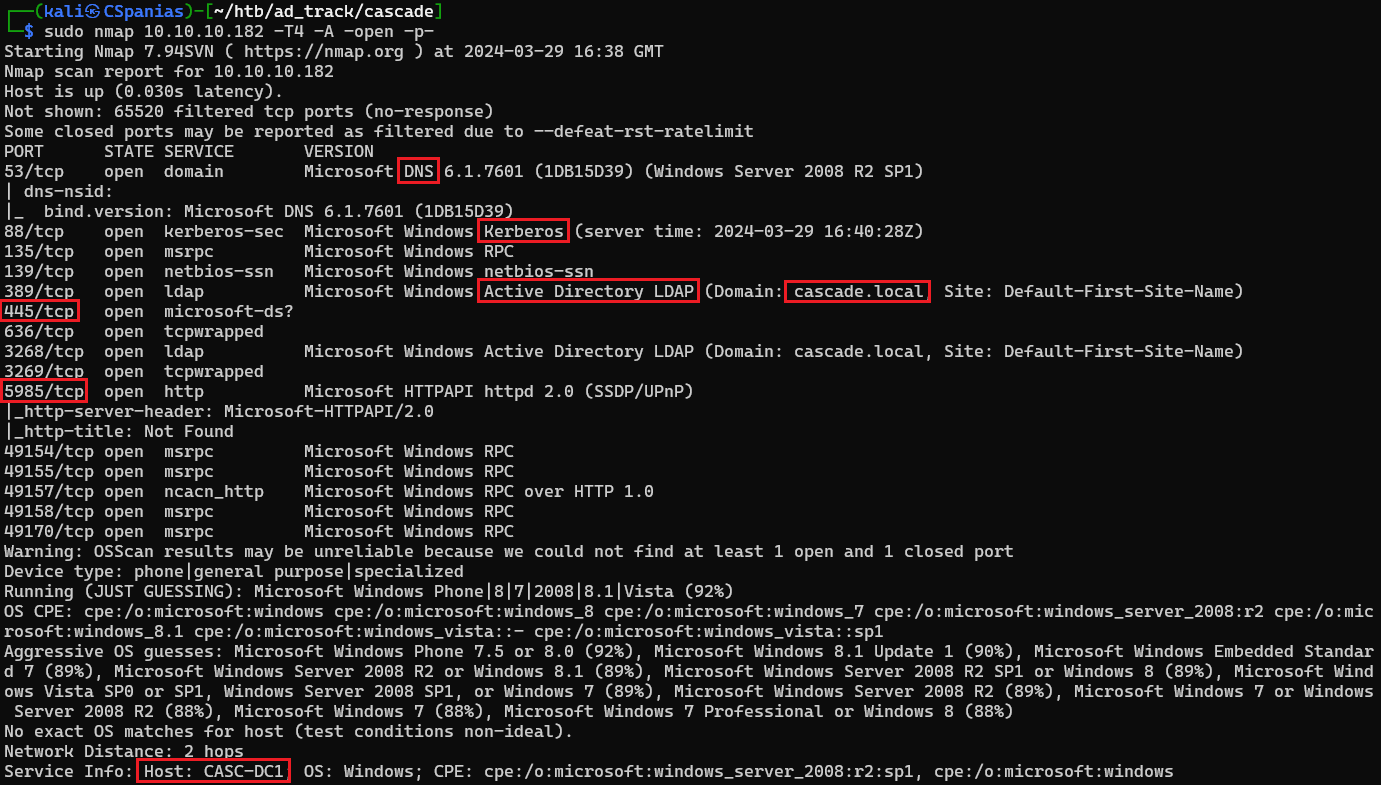 ┌──(kali㉿CSpanias)-[~/htb/ad_track/cascade]
└─$ sudo nmap 10.10.10.182 -T4 -A -open -p-
Starting Nmap 7.94SVN ( https://nmap.org ) at 2024-03-29 16:38 GMT
Nmap scan report for 10.10.10.182
Host is up (0.030s latency).
Not shown: 65520 filtered tcp ports (no-response)
Some closed ports may be reported as filtered due to --defeat-rst-ratelimit
PORT      STATE SERVICE       VERSION
53/tcp    open  domain        Microsoft DNS 6.1.7601 (1DB15D39) (Windows Server 2008 R2 SP1)
| dns-nsid:
|_  bind.version: Microsoft DNS 6.1.7601 (1DB15D39)
88/tcp    open  kerberos-sec  Microsoft Windows Kerberos (server time: 2024-03-29 16:40:28Z)
135/tcp   open  msrpc         Microsoft Windows RPC
139/tcp   open  netbios-ssn   Microsoft Windows netbios-ssn
389/tcp   open  ldap          Microsoft Windows Active Directory LDAP (Domain: cascade.local, Site: Default-First-Site-Name)
445/tcp   open  microsoft-ds?
636/tcp   open  tcpwrapped
3268/tcp  open  ldap          Microsoft Windows Active Directory LDAP (Domain: cascade.local, Site: Default-First-Site-Name)
3269/tcp  open  tcpwrapped
5985/tcp  open  http          Microsoft HTTPAPI httpd 2.0 (SSDP/UPnP)
|_http-server-header: Microsoft-HTTPAPI/2.0
|_http-title: Not Found
49154/tcp open  msrpc         Microsoft Windows RPC
49155/tcp open  msrpc         Microsoft Windows RPC
49157/tcp open  ncacn_http    Microsoft Windows RPC over HTTP 1.0
49158/tcp open  msrpc         Microsoft Windows RPC
49170/tcp open  msrpc         Microsoft Windows RPC
Warning: OSScan results may be unreliable because we could not find at least 1 open and 1 closed port
Device type: phone|general purpose|specialized
Running (JUST GUESSING): Microsoft Windows Phone|8|7|2008|8.1|Vista (92%)
OS CPE: cpe:/o:microsoft:windows cpe:/o:microsoft:windows_8 cpe:/o:microsoft:windows_7 cpe:/o:microsoft:windows_server_2008:r2 cpe:/o:mic
rosoft:windows_8.1 cpe:/o:microsoft:windows_vista::- cpe:/o:microsoft:windows_vista::sp1
Aggressive OS guesses: Microsoft Windows Phone 7.5 or 8.0 (92%), Microsoft Windows 8.1 Update 1 (90%), Microsoft Windows Embedded Standar
d 7 (89%), Microsoft Windows Server 2008 R2 or Windows 8.1 (89%), Microsoft Windows Server 2008 R2 SP1 or Windows 8 (89%), Microsoft Wind
ows Vista SP0 or SP1, Windows Server 2008 SP1, or Windows 7 (89%), Microsoft Windows Server 2008 R2 (89%), Microsoft Windows 7 or Windows
 Server 2008 R2 (88%), Microsoft Windows 7 (88%), Microsoft Windows 7 Professional or Windows 8 (88%)
No exact OS matches for host (test conditions non-ideal).
Network Distance: 2 hops
Service Info: Host: CASC-DC1; OS: Windows; CPE: cpe:/o:microsoft:windows_server_2008:r2:sp1, cpe:/o:microsoft:windows